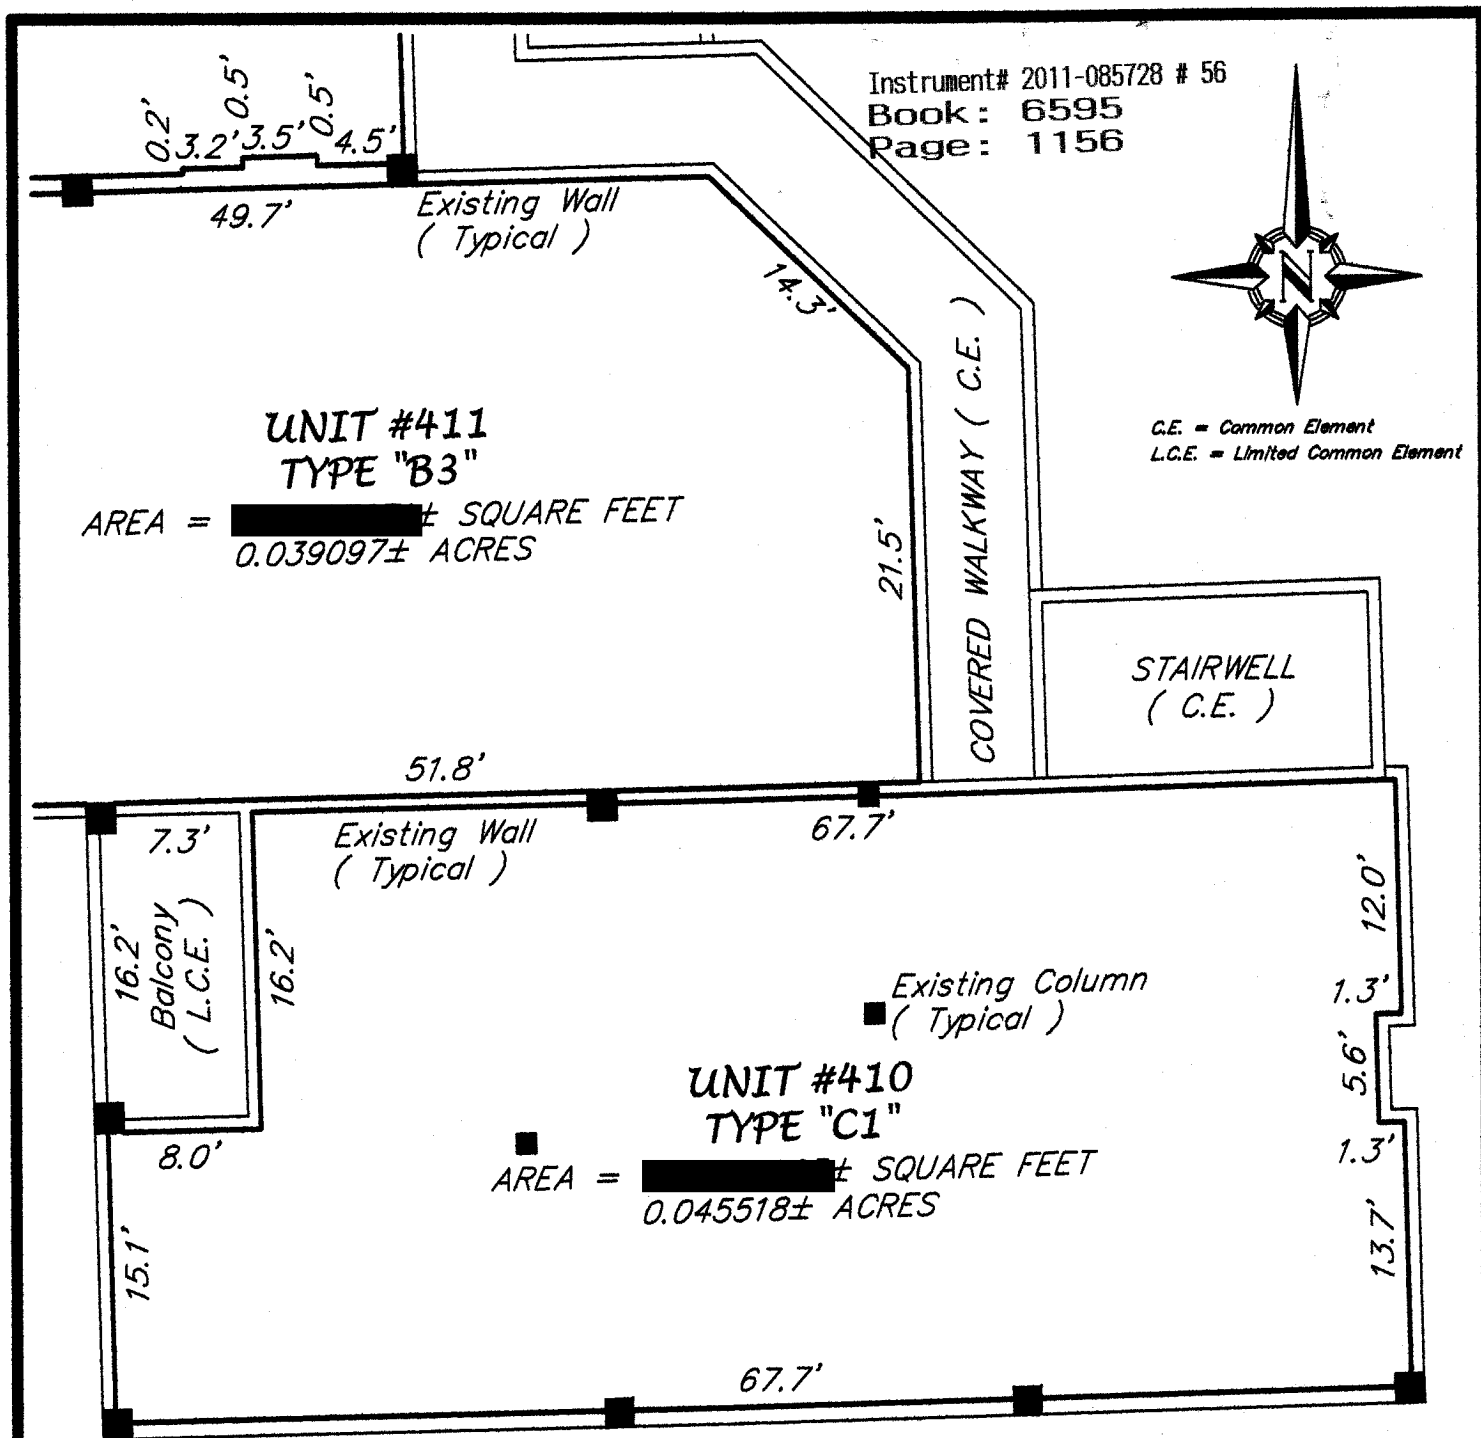 Instrument# 2011-085728 # 56
Book: 6595
Page: 1156
0.2'
3.2'
0.5'
3.5'
0.5'
4.5'
49.7'
Existing Wall
( Typical )
14.3'
N
C.E. = Common Element
L.C.E. = Limited Common Element
UNIT #411
TYPE "B3"
AREA = ± SQUARE FEET
0.039097± ACRES
21.5'
COVERED WALKWAY ( C.E. )
STAIRWELL
( C.E. )
51.8'
7.3'
Existing Wall
( Typical )
67.7'
16.2'
Balcony
( L.C.E. )
16.2'
12.0'
Existing Column
( Typical )
1.3'
5.6'
UNIT #410
TYPE "C1"
AREA = ± SQUARE FEET
0.045518± ACRES
8.0'
1.3'
15.1'
13.7'
67.7'